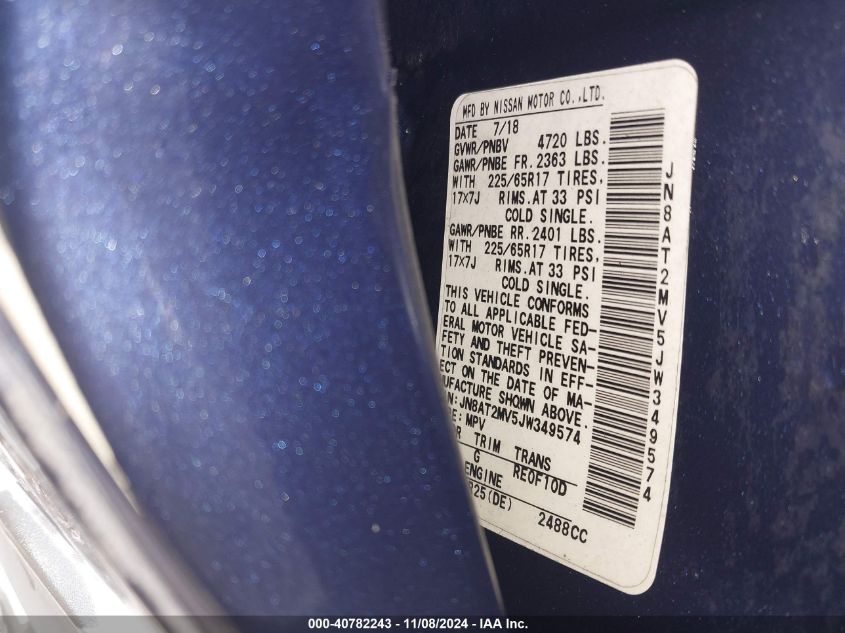 MFD BY NISSAN MOTOR CO.,LTD.
DATE 7/18
GVWR/PNBV 4720 LBS.
GAWR/PNBE FR. 2363 LBS.
WITH 225/65R17 TIRES,
17X7J RIMS.AT 33 PSI
COLD SINGLE.
GAWR/PNBE RR. 2401 LBS.
WITH 225/65R17 TIRES,
17X7J RIMS.AT 33 PSI
COLD SINGLE.
THIS VEHICLE CONFORMS
TO ALL APPLICABLE FED-
ERAL MOTOR VEHICLE SA-
FETY AND THEFT PREVEN-
TION STANDARDS IN EFF-
ECT ON THE DATE OF MA-
NUFACTURE SHOWN ABOVE.
N: JN8AT2MV5JW349574
E: MPV
R TRIM TRANS
G RE0F10D
ENGINE
R25(DE) 2488CC
JN8AT2MV5JW349574
000-40782243 - 11/08/2024 - IAA Inc.